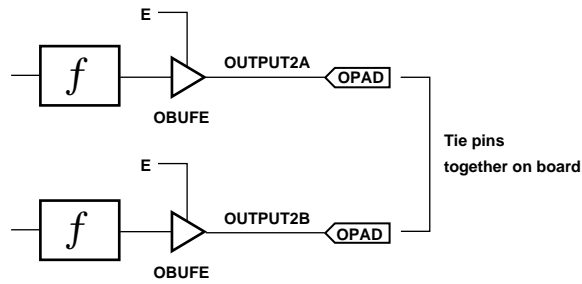 E
f
OUTPUT2A
OPAD
OBUFE
Tie pins
together on board
E
f
OUTPUT2B
OPAD
OBUFE